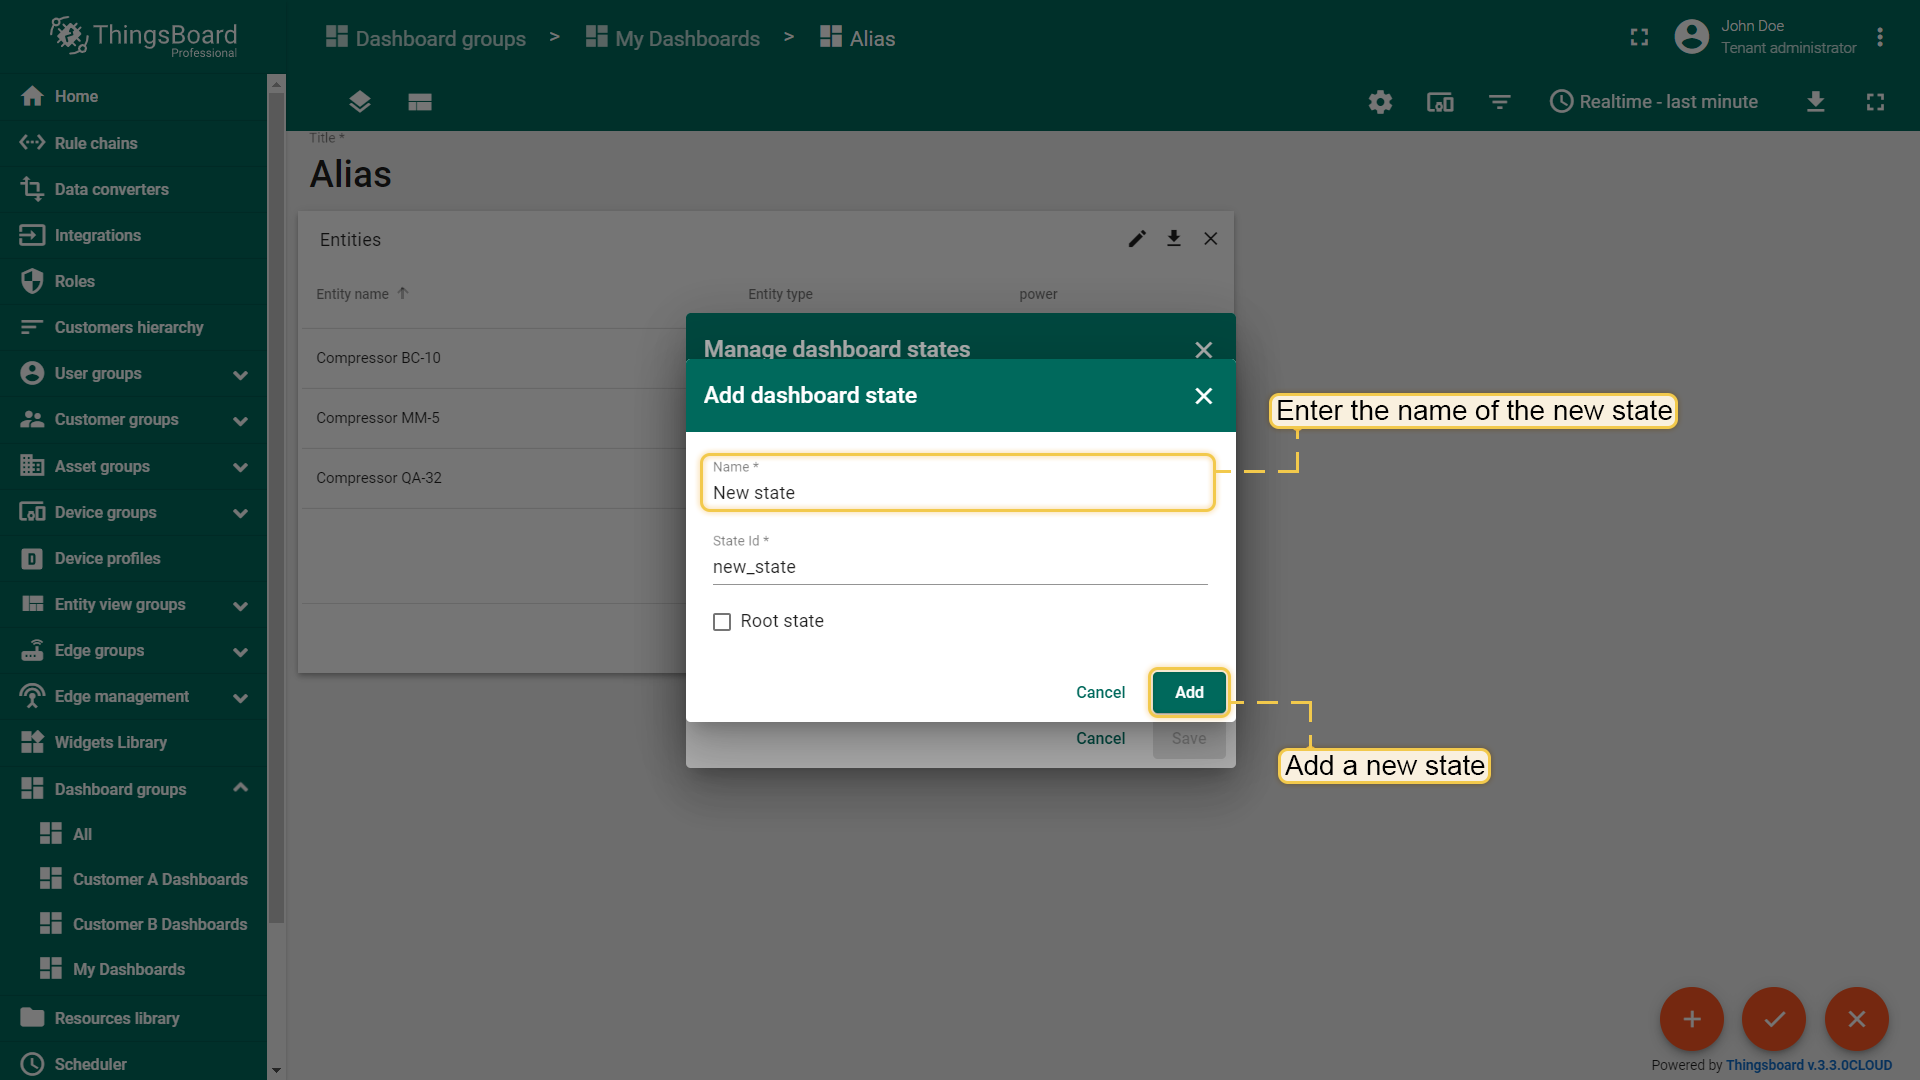 ThingsBoard
Professional
Dashboard groups > My Dashboards > Alias
John Doe
Tenant administrator
Realtime - last minute
Home
Rule chains
Data converters
Integrations
Roles
Customers hierarchy
User groups
Customer groups
Asset groups
Device groups
Device profiles
Entity view groups
Edge groups
Edge management
Widgets Library
Dashboard groups
All
Customer A Dashboards
Customer B Dashboards
My Dashboards
Resources library
Scheduler
Title *
Alias
Entities
Entity name Entity type power
Compressor BC-10
Compressor MM-5
Compressor QA-32
Manage dashboard states
Add dashboard state
Name *
New state
State Id *
new_state
Root state
Cancel Add
Cancel Save
Enter the name of the new state
Add a new state
Powered by Thingsboard v.3.3.0CLOUD